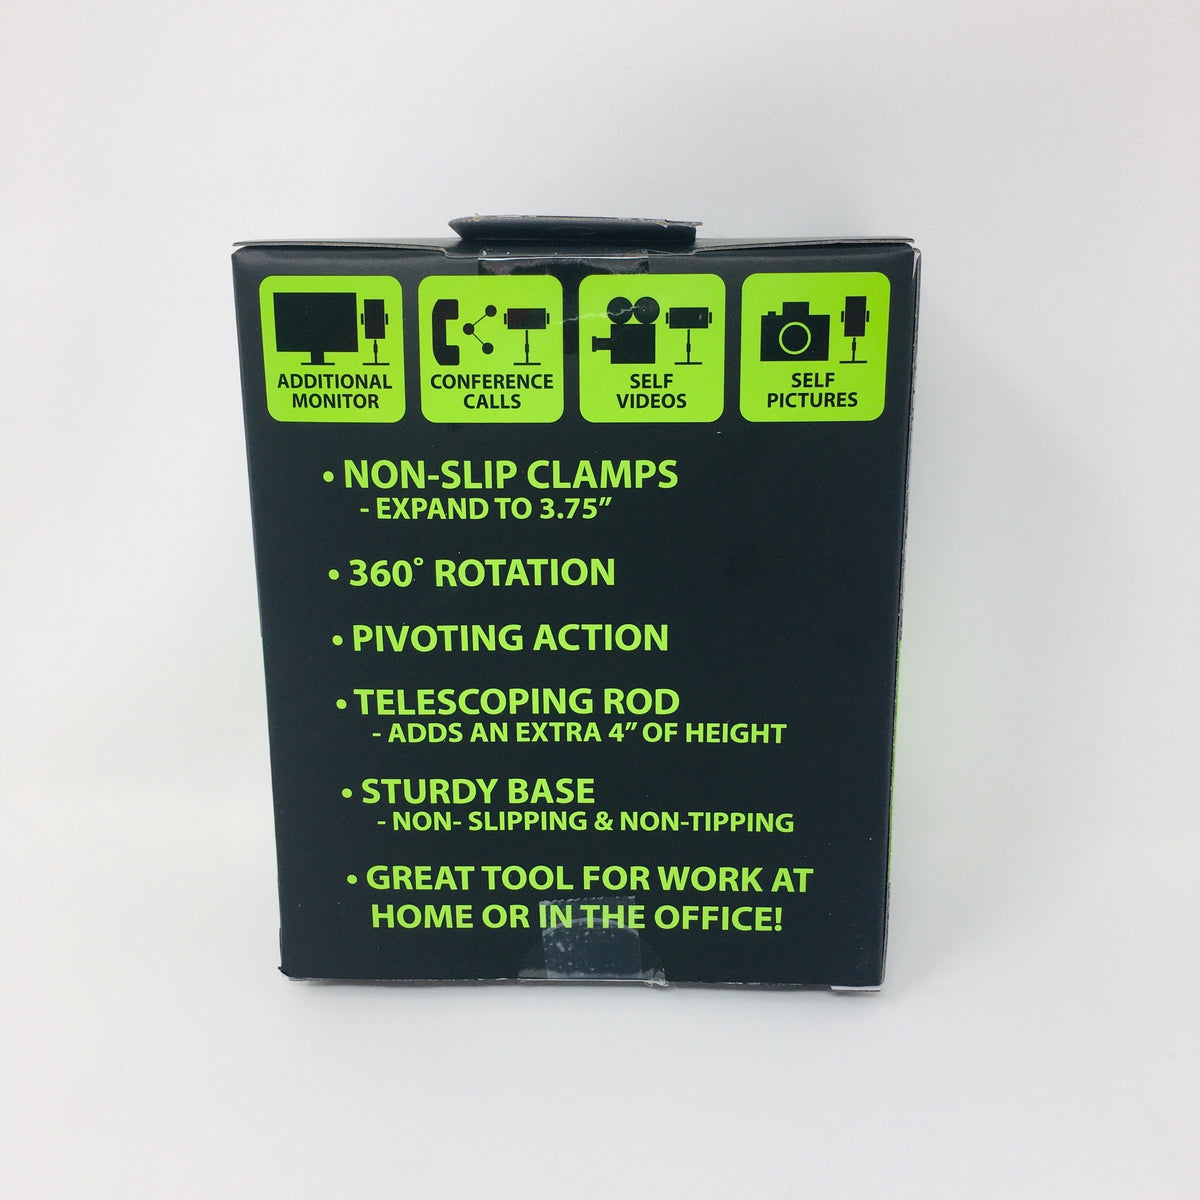 ADDITIONAL
MONITOR
CONFERENCE
CALLS
SELF
VIDEOS
SELF
PICTURES
• NON-SLIP CLAMPS
- EXPAND TO 3.75"
• 360° ROTATION
• PIVOTING ACTION
• TELESCOPING ROD
- ADDS AN EXTRA 4" OF HEIGHT
• STURDY BASE
- NON- SLIPPING & NON-TIPPING
• GREAT TOOL FOR WORK AT
HOME OR IN THE OFFICE!